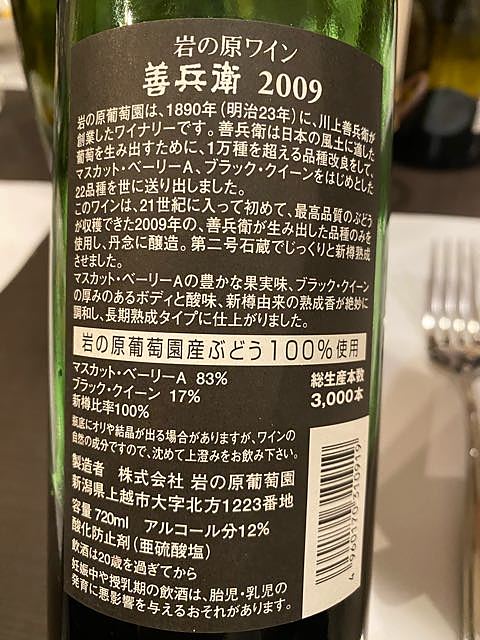 岩の原ワイン
善兵衛 2009
岩の原葡萄園は、1890年(明治23年)に、川上善兵衛が
創業したワイナリーです。善兵衛は日本の風土に適した
葡萄を生み出すために、1万種を超える品種改良をして、
マスカット・ベーリーA、ブラック・クイーンをはじめとした
22品種を世に送り出しました。
このワインは、21世紀に入って初めて、最高品質のぶどう
が収穫できた2009年の、善兵衛が生み出した品種のみを
使用し、丹念に醸造。第二号石蔵でじっくりと新樽熟成
させました。
マスカット・ベーリーAの豊かな果実味、ブラック・クイーン
の厚みのあるボディと酸味、新樽由来の熟成香が絶妙に
調和し、長期熟成タイプに仕上がりました。
岩の原葡萄園産ぶどう100%使用
マスカット・ベーリーA 83%
ブラック・クイーン 17%
新樽比率100%
総生産本数
3,000本
瓶底にオリや結晶が出る場合がありますが、ワインの
自然の成分ですので、沈めて上澄みをお飲み下さい。
製造者 株式会社 岩の原葡萄園
新潟県上越市大字北方1223番地
容量720ml アルコール分12%
酸化防止剤(亜硫酸塩)
飲酒は20歳を過ぎてから
妊娠中や授乳期の飲酒は、胎児・乳児の
発育に悪影響を与えるおそれがあります。
4 960170 310919